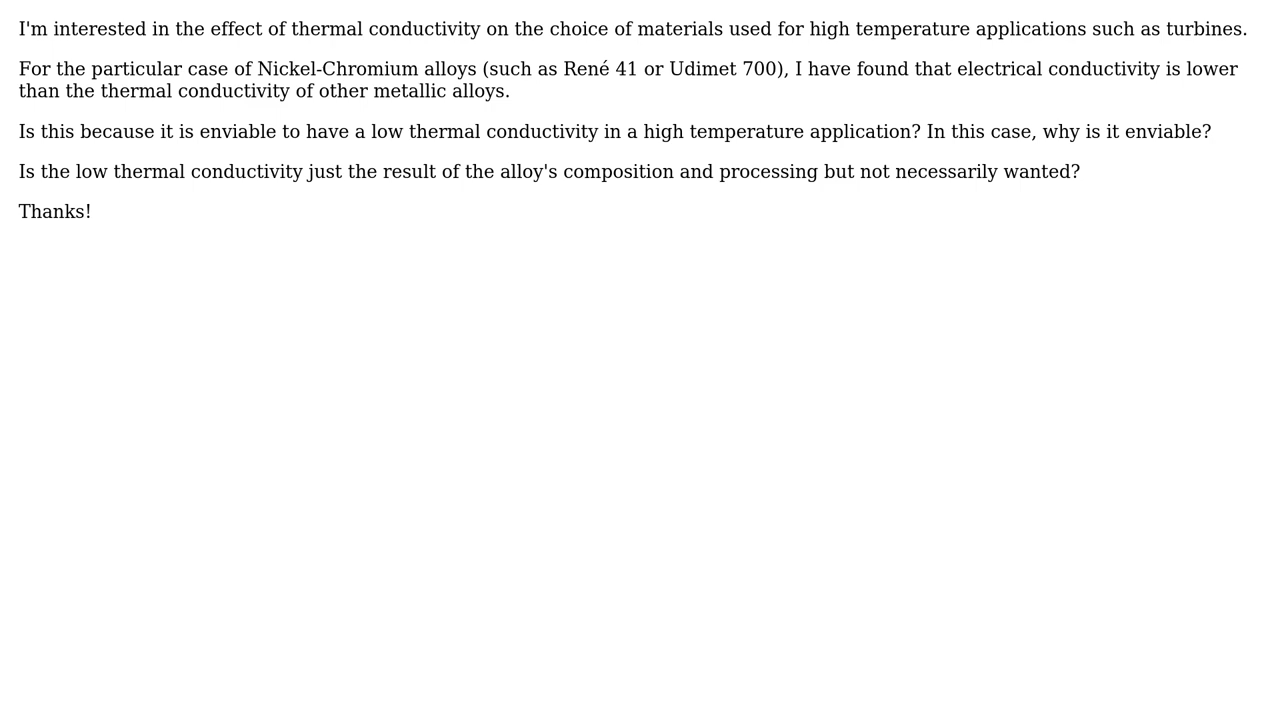 I'm interested in the effect of thermal conductivity on the choice of materials used for high temperature applications such as turbines.
For the particular case of Nickel-Chromium alloys (such as René 41 or Udimet 700), I have found that electrical conductivity is lower
than the thermal conductivity of other metallic alloys.
Is this because it is enviable to have a low thermal conductivity in a high temperature application? In this case, why is it enviable?
Is the low thermal conductivity just the result of the alloy's composition and processing but not necessarily wanted?
Thanks!